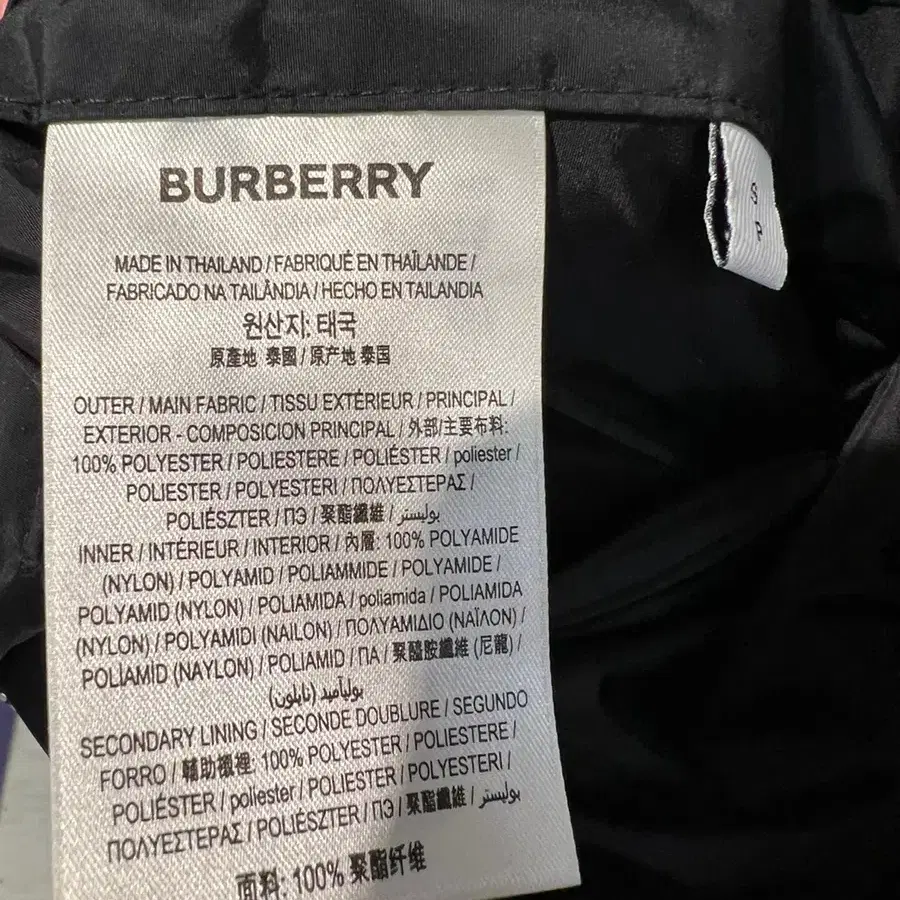 BURBERRY
MADE IN THAILAND / FABRIQUÉ EN THAÏLANDE /
FABRICADO NA TAILÂNDIA / HECHO EN TAILANDIA
원산지: 태국
原產地 泰國 / 原产地 泰国
OUTER / MAIN FABRIC / TISSU EXTÉRIEUR / PRINCIPAL /
EXTERIOR - COMPOSICION PRINCIPAL / 外部/主要布料:
100% POLYESTER / POLIESTERE / POLIÉSTER / poliester /
POLIESTER / POLYESTERI / ΠΟΛΥΕΣΤΕΡΑΣ /
POLIÉSZTER / ПЭ / 聚酯纖維 / بوليستر
INNER / INTÉRIEUR / INTERIOR / 內層: 100% POLYAMIDE
(NYLON) / POLYAMID / POLIAMMIDE / POLYAMIDE /
POLYAMID (NYLON) / POLIAMIDA / poliamida / POLIAMIDA
(NYLON) / POLYAMIDI (NAILON) / ΠΟΛΥΑΜΙΔΙΟ (ΝΑΪΛΟΝ) /
POLIAMID (NAYLON) / POLIAMID / ПА / 聚醯胺纖維 (尼龍) /
بوليآميد (نايلون)
SECONDARY LINING / SECONDE DOUBLURE / SEGUNDO
FORRO / 輔助襯裡: 100% POLYESTER / POLIESTERE /
POLIÉSTER / poliester / POLIESTER / POLYESTERI /
ΠΟΛΥΕΣΤΕΡΑΣ / POLIÉSZTER / ПЭ / 聚酯纖維 / بوليستر
面料: 100% 聚酯纤维
S
P